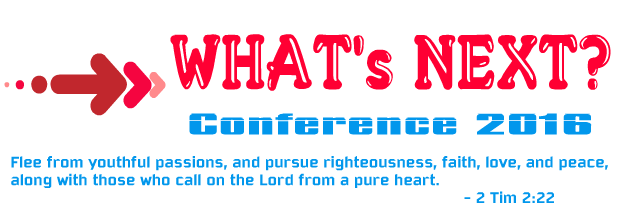 WHAT's NEXT?
Conference 2016
Flee from youthful passions, and pursue righteousness, faith, love, and peace,
along with those who call on the Lord from a pure heart.
- 2 Tim 2:22